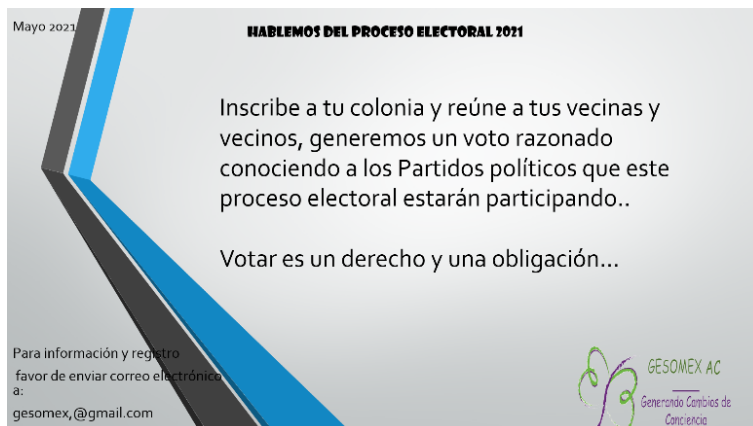 Mayo 2021
HABLEMOS DEL PROCESO ELECTORAL 2021
Inscribe a tu colonia y reúne a tus vecinas y
vecinos, generemos un voto razonado
conociendo a los Partidos políticos que este
proceso electoral estarán participando..
Votar es un derecho y una obligación...
Para información y registro
favor de enviar correo electrónico
a:
gesomex,@gmail.com
GESOMEX AC
Generando Cambios de
Conciencia